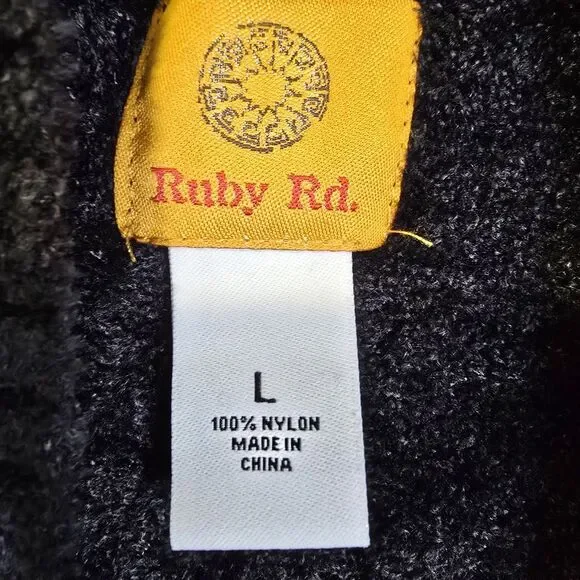 Ruby Rd.
L
100% NYLON
MADE IN
CHINA